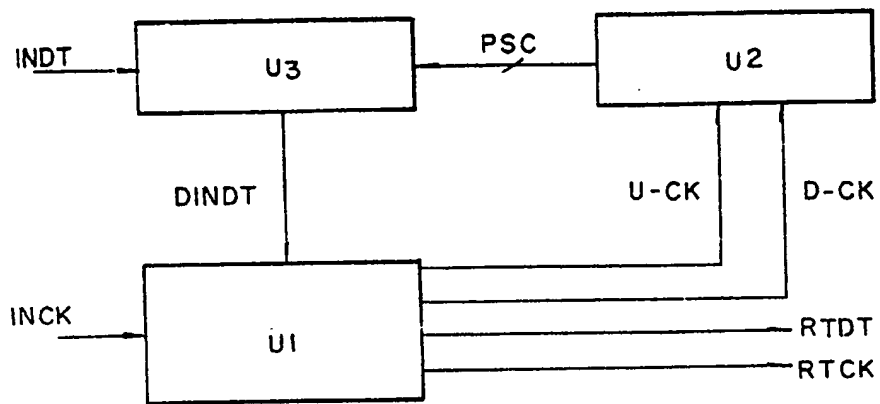 INDT
U3
PSC
U2
DINDT
U-CK
D-CK
INCK
U1
RTDT
RTCK